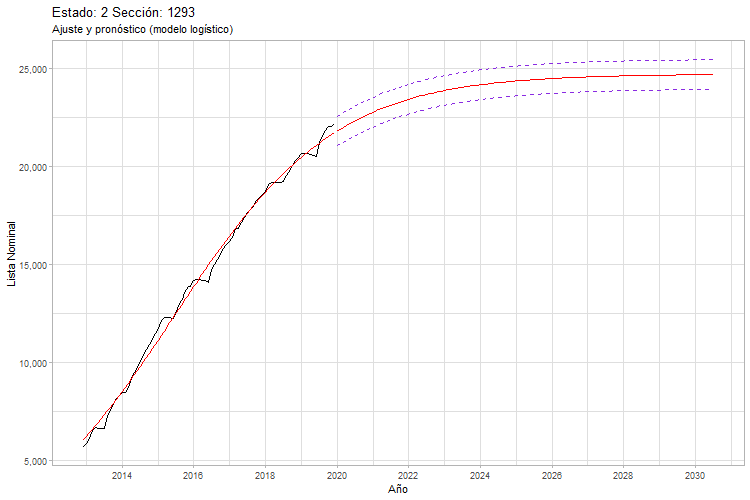 Estado: 2 Sección: 1293
Ajuste y pronóstico (modelo logístico)
25,000
20,000
15,000
10,000
5,000
Lista Nominal
2014 2016 2018 2020 2022 2024 2026 2028 2030
Año